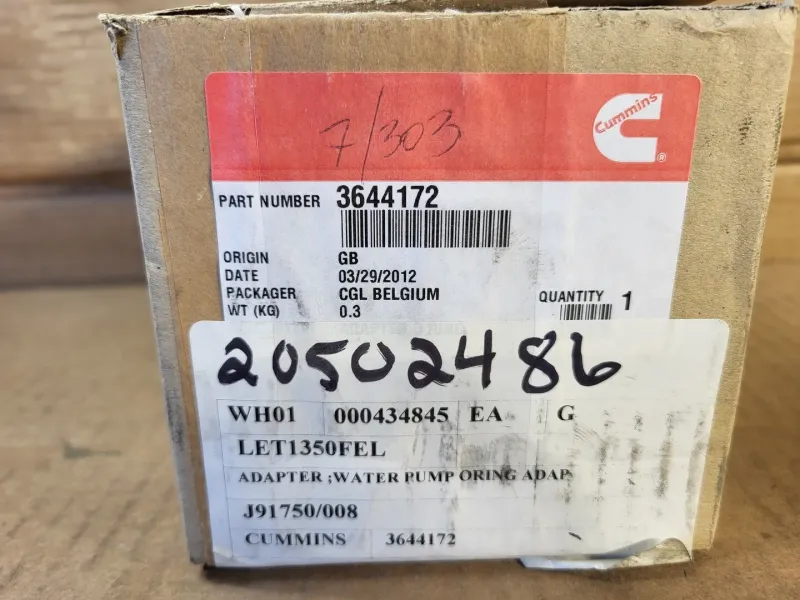 7/303
Cummins
PART NUMBER 3644172
ORIGIN GB
DATE 03/29/2012
PACKAGER CGL BELGIUM
WT (KG) 0.3
QUANTITY 1
20502486
WH01 000434845 EA G
LET1350FEL
ADAPTER ;WATER PUMP ORING ADAP
J91750/008
CUMMINS 3644172